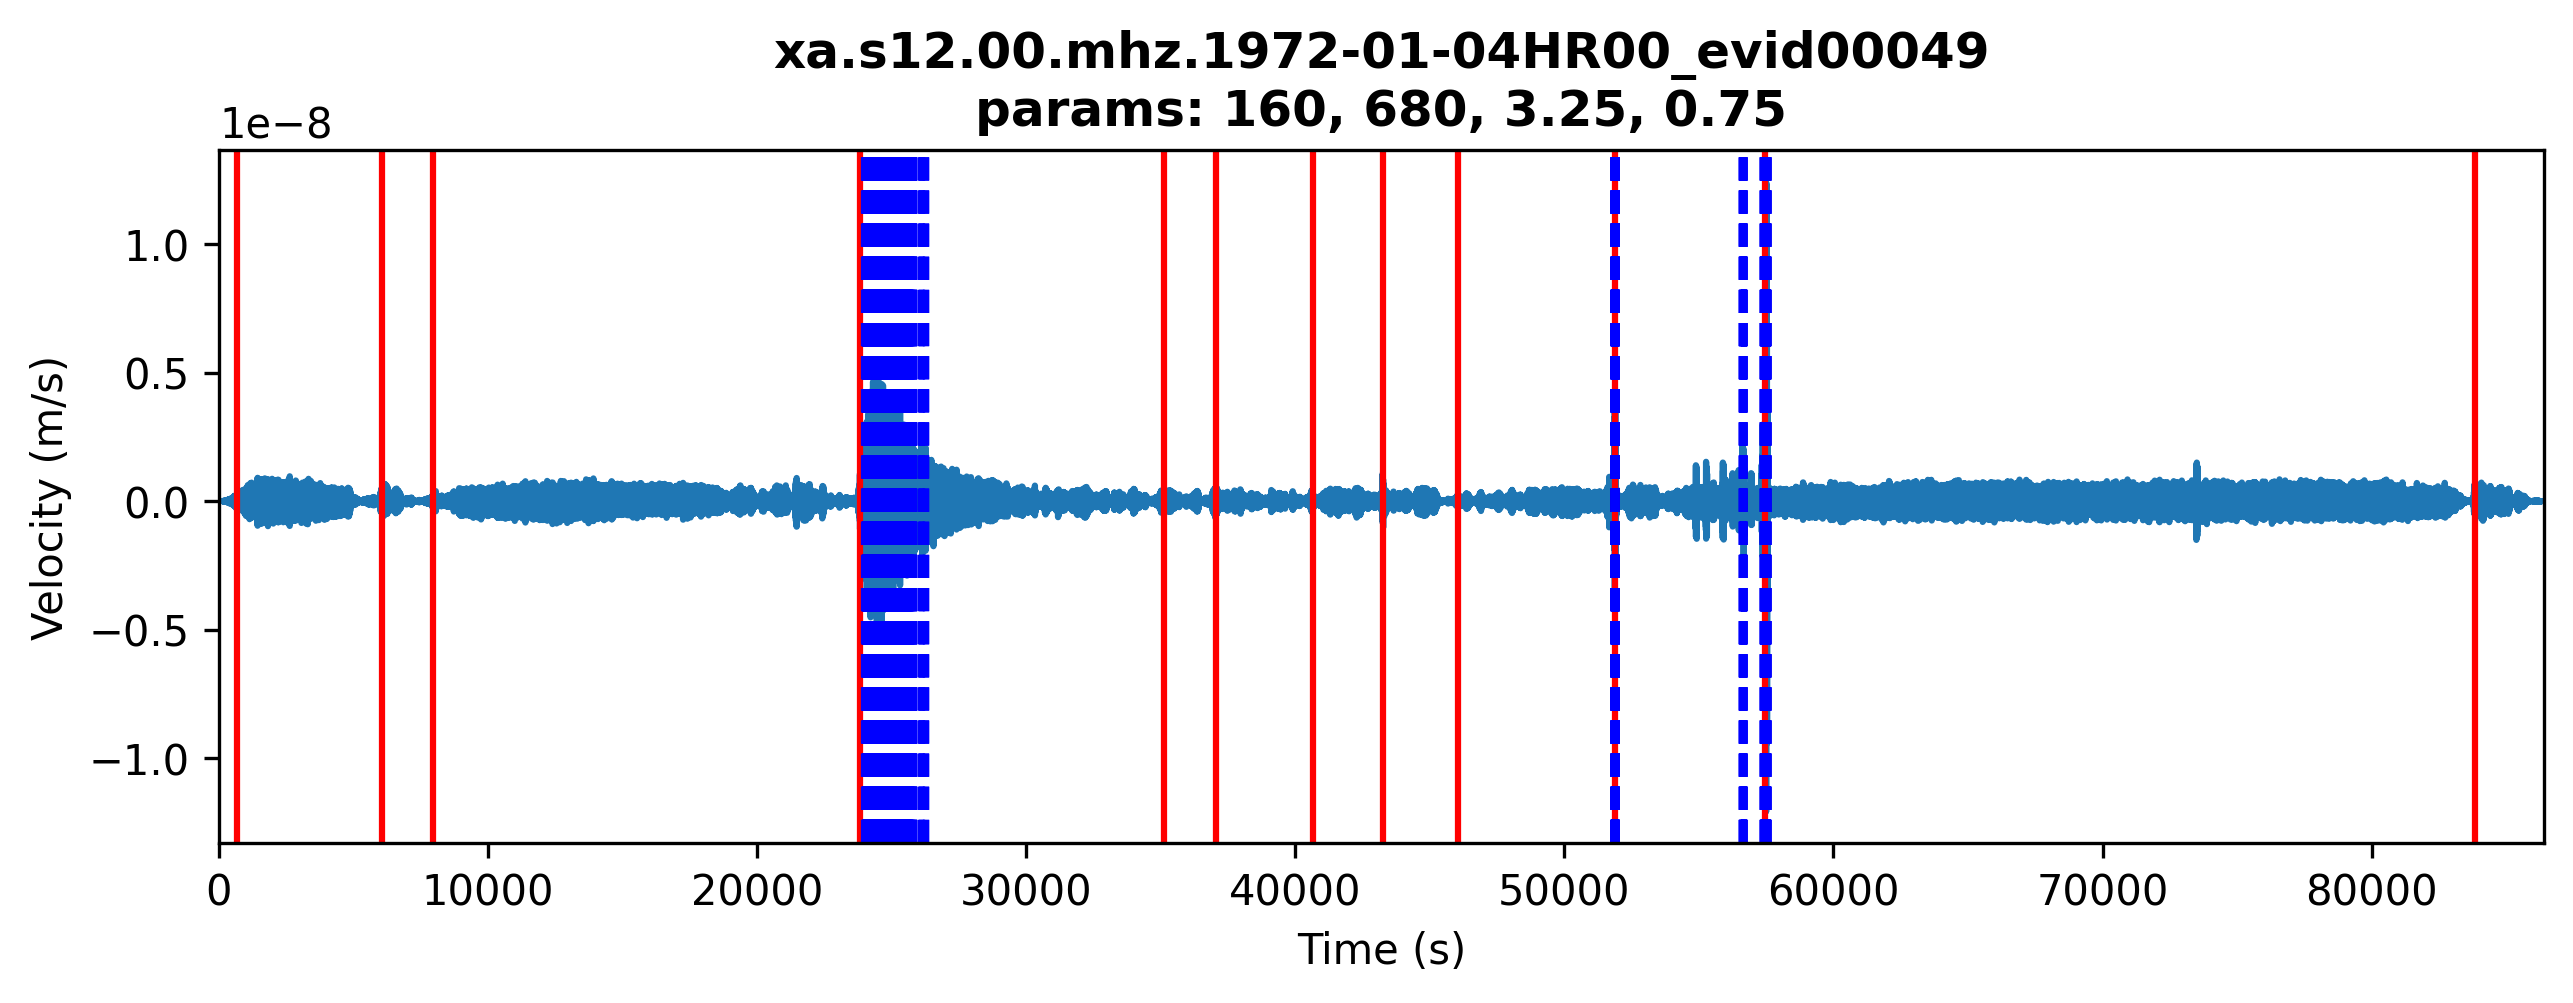 xa.s12.00.mhz.1972-01-04HR00_evid00049
params: 160, 680, 3.25, 0.75
1e−8
1.0
0.5
0.0
−0.5
−1.0
Velocity (m/s)
0 10000 20000 30000 40000 50000 60000 70000 80000
Time (s)